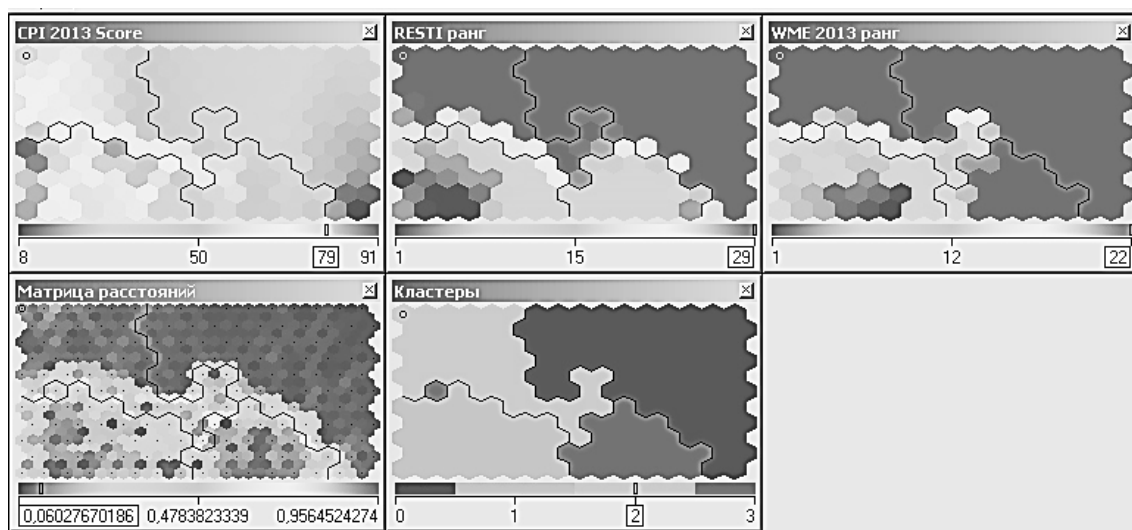 CPI 2013 Score
RESTI ранг
WME 2013 ранг
8 50 79 91
1 15 29
1 12 22
Матрица расстояний
Кластеры
0,06027670186 0,4783823339 0,9564524274
0 1 2 3